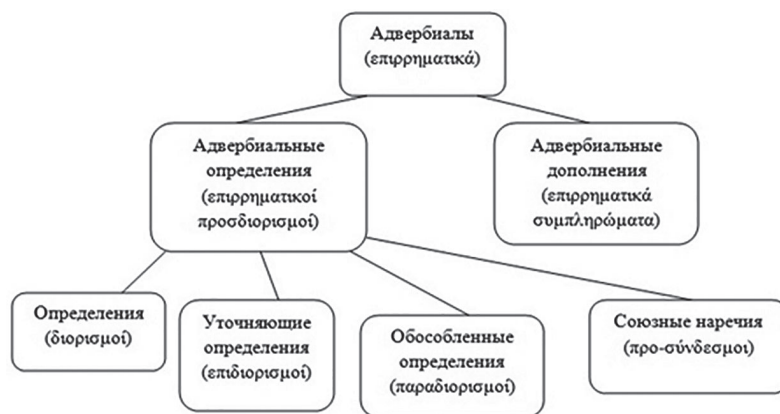 Адвербиалы
(επιρρηματικά)
Адвербиальные
определения
(επιρρηματικοί
προσδιορισμοί)
Адвербиальные
дополнения
(επιρρηματικά
συμπληρώματα)
Определения
(διορισμοί)
Уточняющие
определения
(επιδιορισμοί)
Обособленные
определения
(παραδιορισμοί)
Союзные наречия
(προ-σύνδεσμοι)